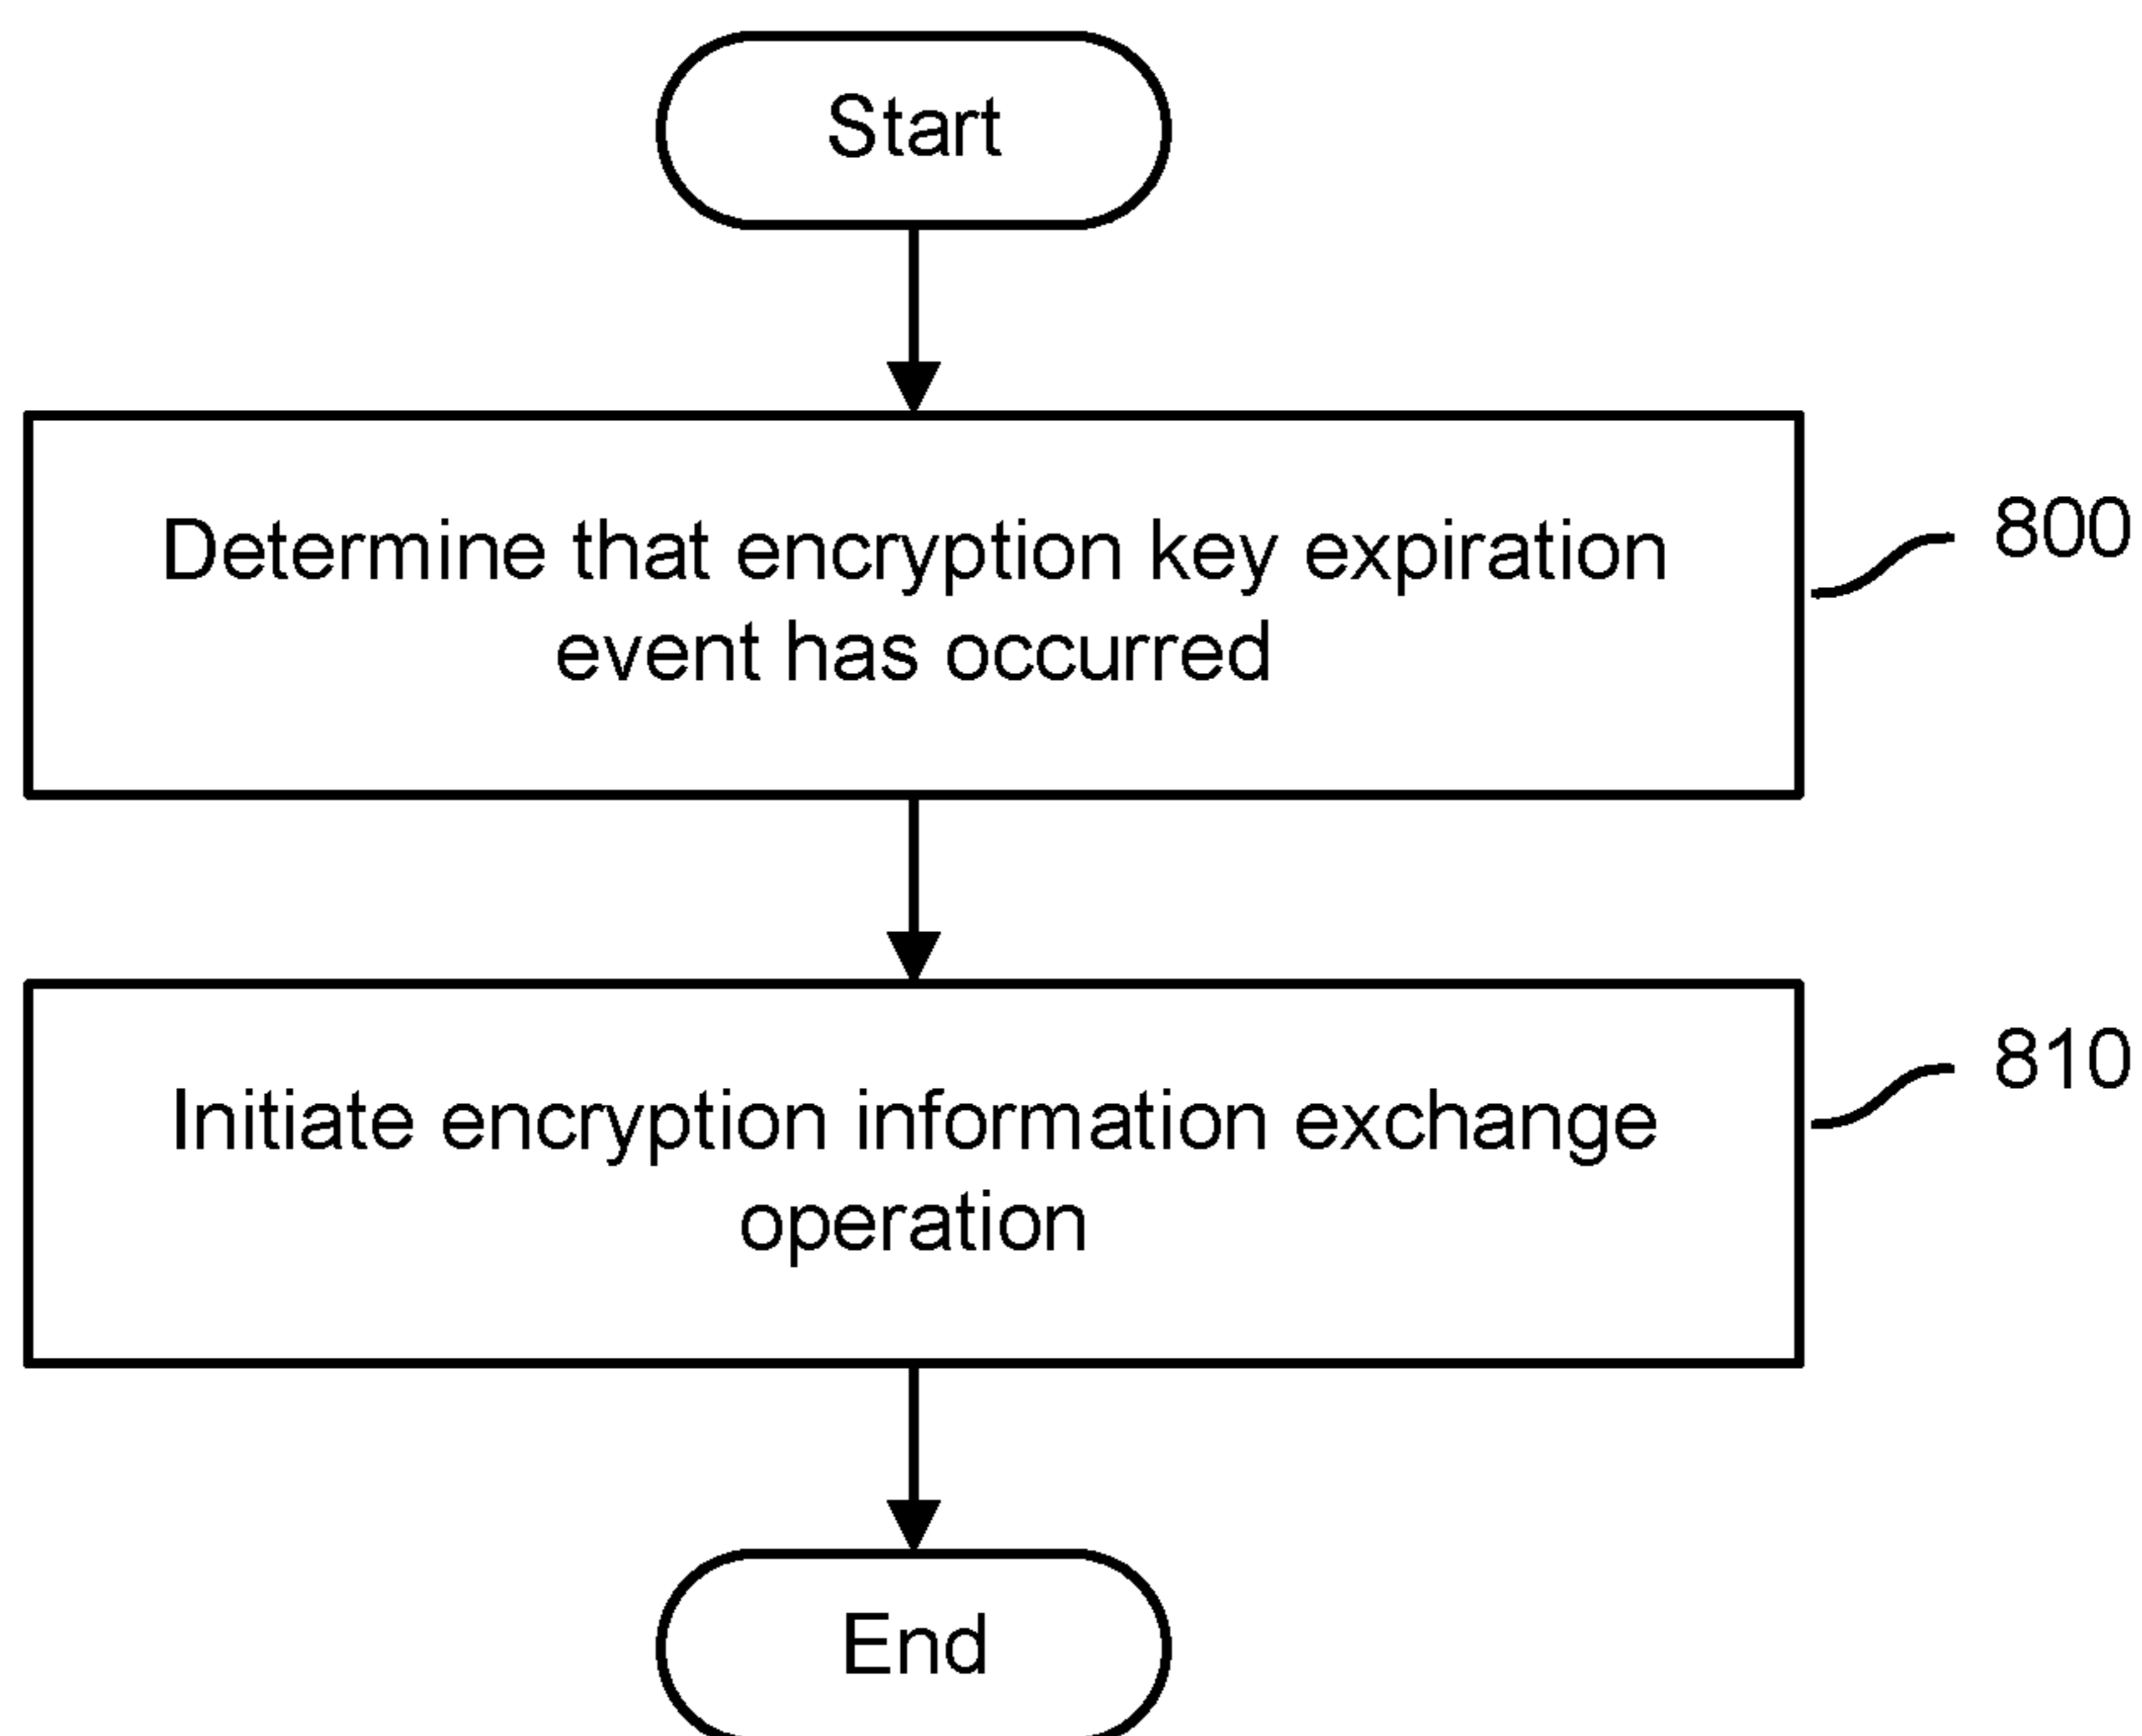 Start
Determine that encryption key expiration
event has occurred
800
Initiate encryption information exchange
operation
810
End